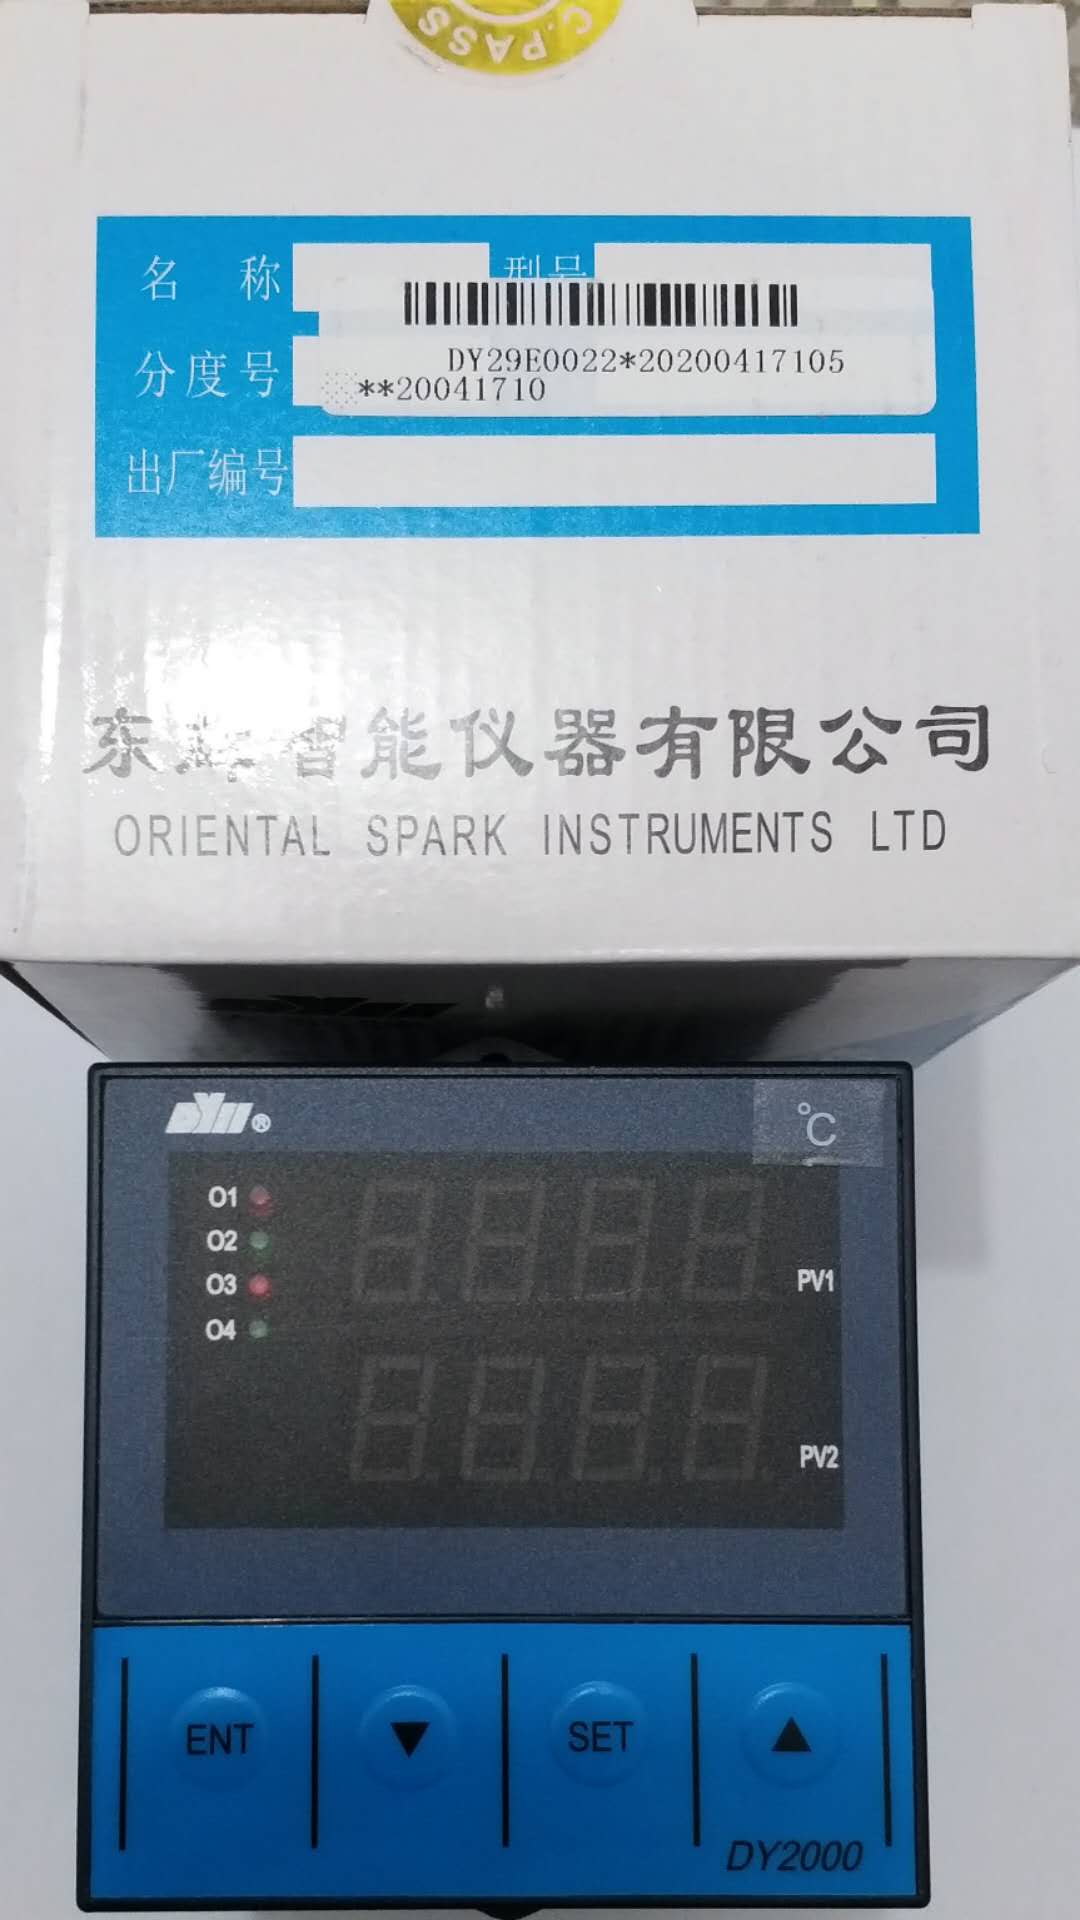 C.PASS
名 称
型号
DY29E0022*20200417105
**20041710
分度号
出厂编号
东辉智能仪器有限公司
ORIENTAL SPARK INSTRUMENTS LTD
®
℃
O1
O2
O3
O4
PV1
PV2
ENT
▼
SET
▲
DY2000